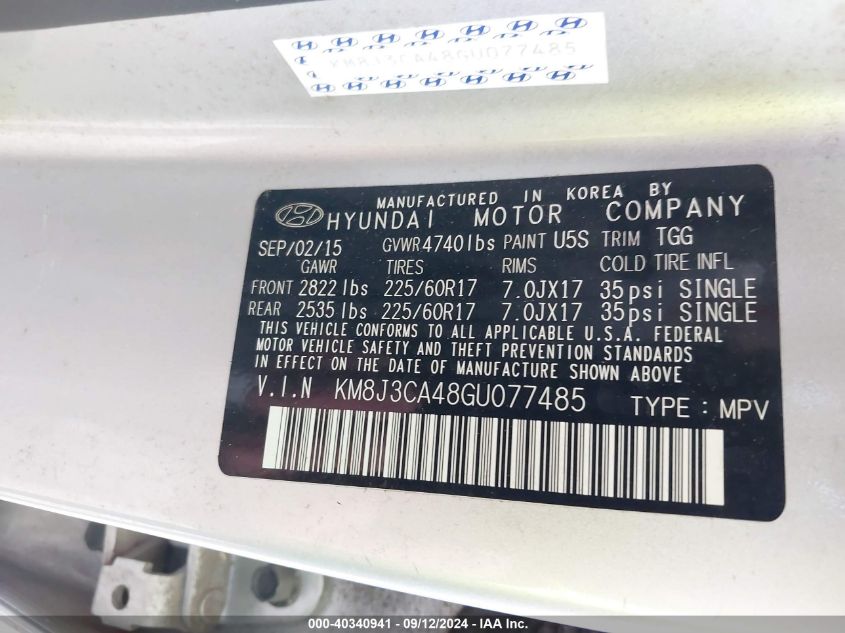 KM8J3CA48GU077485
MANUFACTURED IN KOREA BY
HYUNDAI MOTOR COMPANY
SEP/02/15 GVWR 4740lbs PAINT U5S TRIM TGG
GAWR TIRES RIMS COLD TIRE INFL
FRONT 2822 lbs 225/60R17 7.0JX17 35psi SINGLE
REAR 2535 lbs 225/60R17 7.0JX17 35psi SINGLE
THIS VEHICLE CONFORMS TO ALL APPLICABLE U.S.A. FEDERAL
MOTOR VEHICLE SAFETY AND THEFT PREVENTION STANDARDS
IN EFFECT ON THE DATE OF MANUFACTURE SHOWN ABOVE.
V.I.N KM8J3CA48GU077485 TYPE : MPV
000-40340941 - 09/12/2024 - IAA Inc.